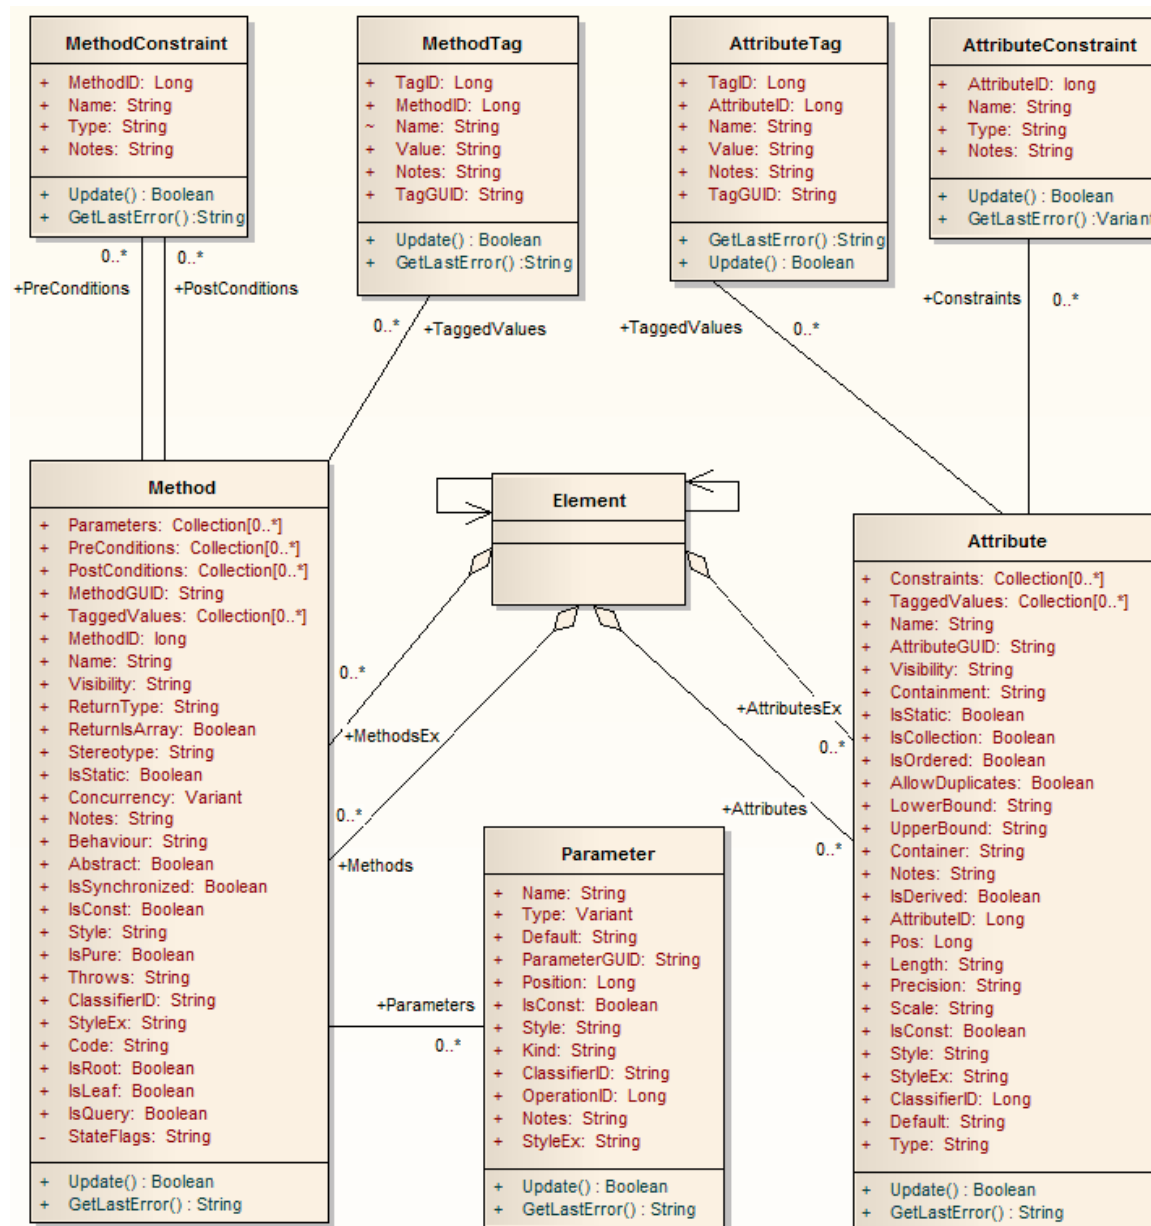 MethodConstraint
+ MethodID: Long
+ Name: String
+ Type: String
+ Notes: String
+ Update() : Boolean
+ GetLastError() :String
MethodTag
+ TagID: Long
+ MethodID: Long
~ Name: String
+ Value: String
+ Notes: String
+ TagGUID: String
+ Update() : Boolean
+ GetLastError() :String
AttributeTag
+ TagID: Long
+ AttributeID: Long
+ Name: String
+ Value: String
+ Notes: String
+ TagGUID: String
+ GetLastError() :String
+ Update() : Boolean
AttributeConstraint
+ AttributeID: long
+ Name: String
+ Type: String
+ Notes: String
+ Update() : Boolean
+ GetLastError() :Variant
0..*
0..*
+PreConditions
+PostConditions
0..*
+TaggedValues
+TaggedValues
0..*
+Constraints
0..*
Method
+ Parameters: Collection[0..*]
+ PreConditions: Collection[0..*]
+ PostConditions: Collection[0..*]
+ MethodGUID: String
+ TaggedValues: Collection[0..*]
+ MethodID: long
+ Name: String
+ Visibility: String
+ ReturnType: String
+ ReturnIsArray: Boolean
+ Stereotype: String
+ IsStatic: Boolean
+ Concurrency: Variant
+ Notes: String
+ Behaviour: String
+ Abstract: Boolean
+ IsSynchronized: Boolean
+ IsConst: Boolean
+ Style: String
+ IsPure: Boolean
+ Throws: String
+ ClassifierID: String
+ StyleEx: String
+ Code: String
+ IsRoot: Boolean
+ IsLeaf: Boolean
+ IsQuery: Boolean
- StateFlags: String
+ Update() : Boolean
+ GetLastError() : String
Element
0..*
+MethodsEx
0..*
+Methods
+AttributesEx
0..*
+Attributes
0..*
+Parameters
0..*
Parameter
+ Name: String
+ Type: Variant
+ Default: String
+ ParameterGUID: String
+ Position: Long
+ IsConst: Boolean
+ Style: String
+ Kind: String
+ ClassifierID: String
+ OperationID: Long
+ Notes: String
+ StyleEx: String
+ Update() : Boolean
+ GetLastError() : String
Attribute
+ Constraints: Collection[0..*]
+ TaggedValues: Collection[0..*]
+ Name: String
+ AttributeGUID: String
+ Visibility: String
+ Containment: String
+ IsStatic: Boolean
+ IsCollection: Boolean
+ IsOrdered: Boolean
+ AllowDuplicates: Boolean
+ LowerBound: String
+ UpperBound: String
+ Container: String
+ Notes: String
+ IsDerived: Boolean
+ AttributeID: Long
+ Pos: Long
+ Length: String
+ Precision: String
+ Scale: String
+ IsConst: Boolean
+ Style: String
+ StyleEx: String
+ ClassifierID: Long
+ Default: String
+ Type: String
+ Update() : Boolean
+ GetLastError() : String